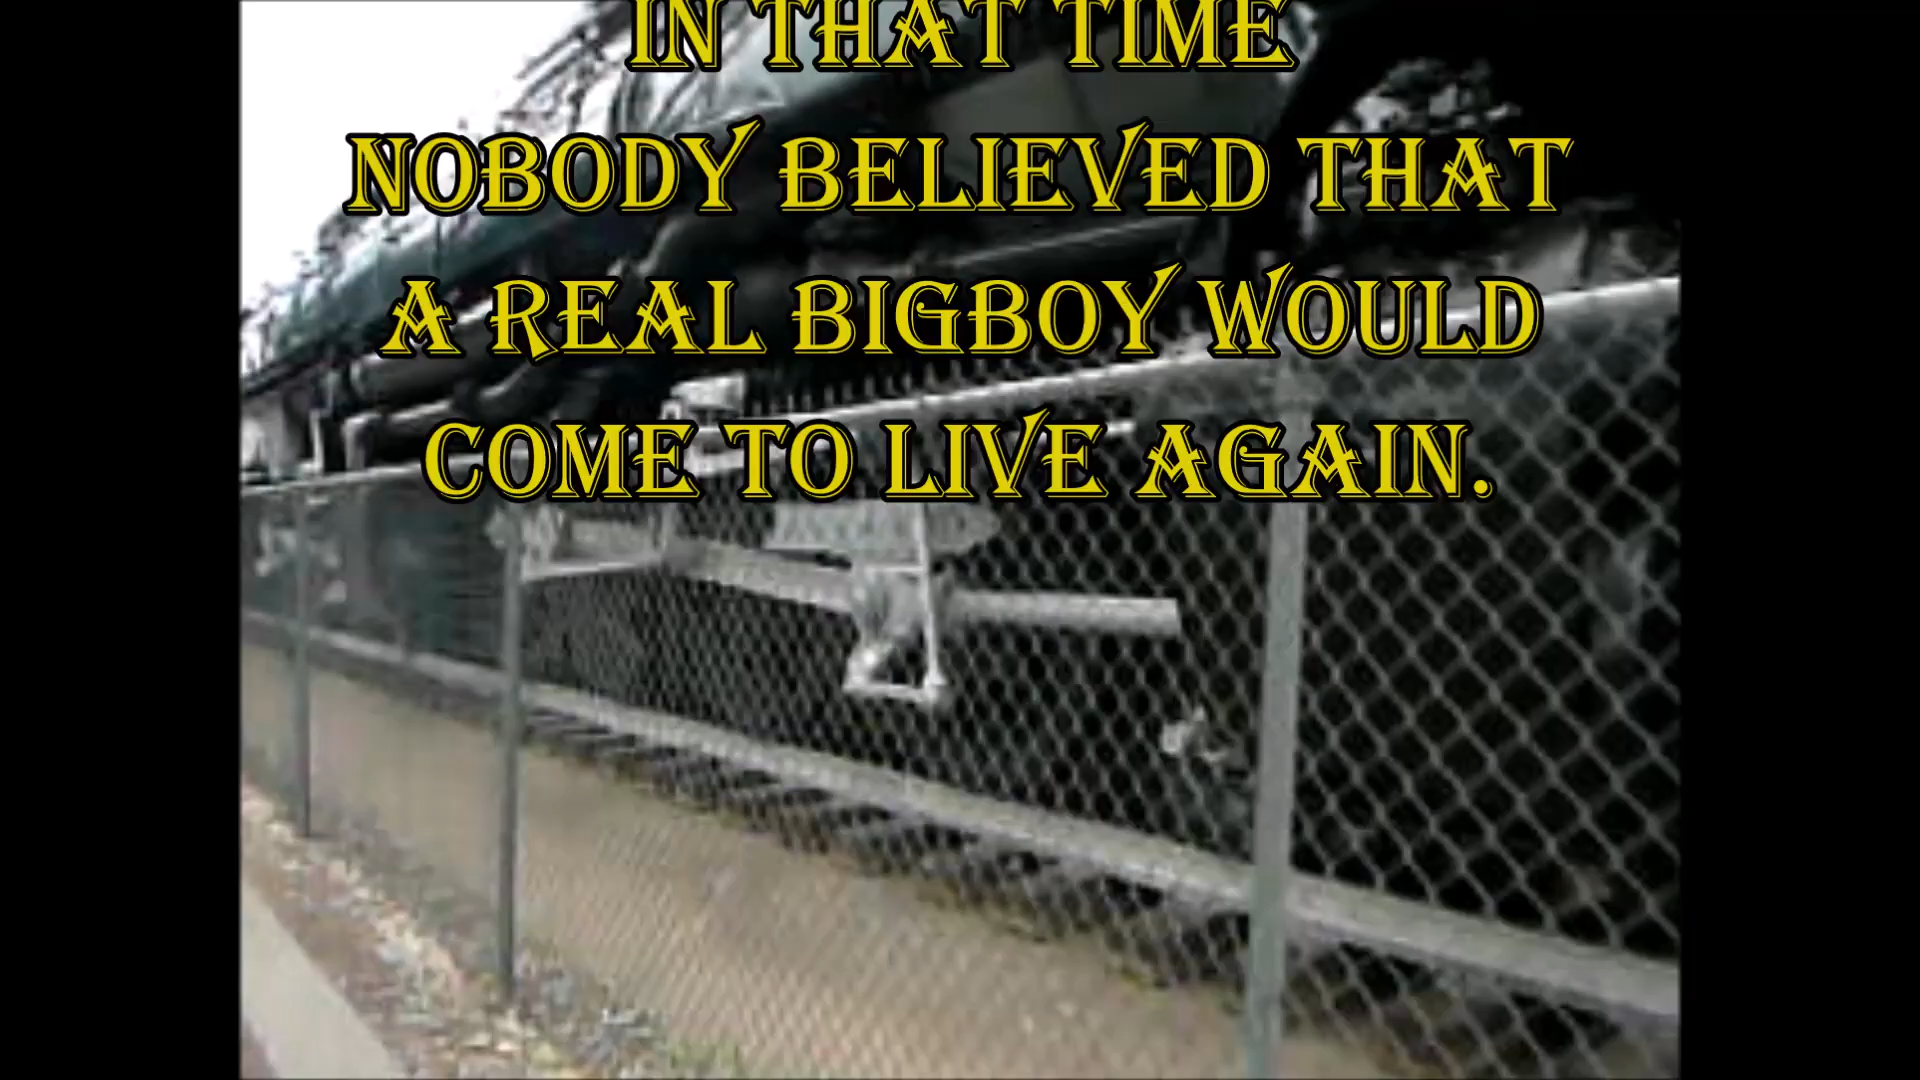 IN THAT TIME
NOBODY BELIEVED THAT
A REAL BIGBOY WOULD
COME TO LIVE AGAIN.